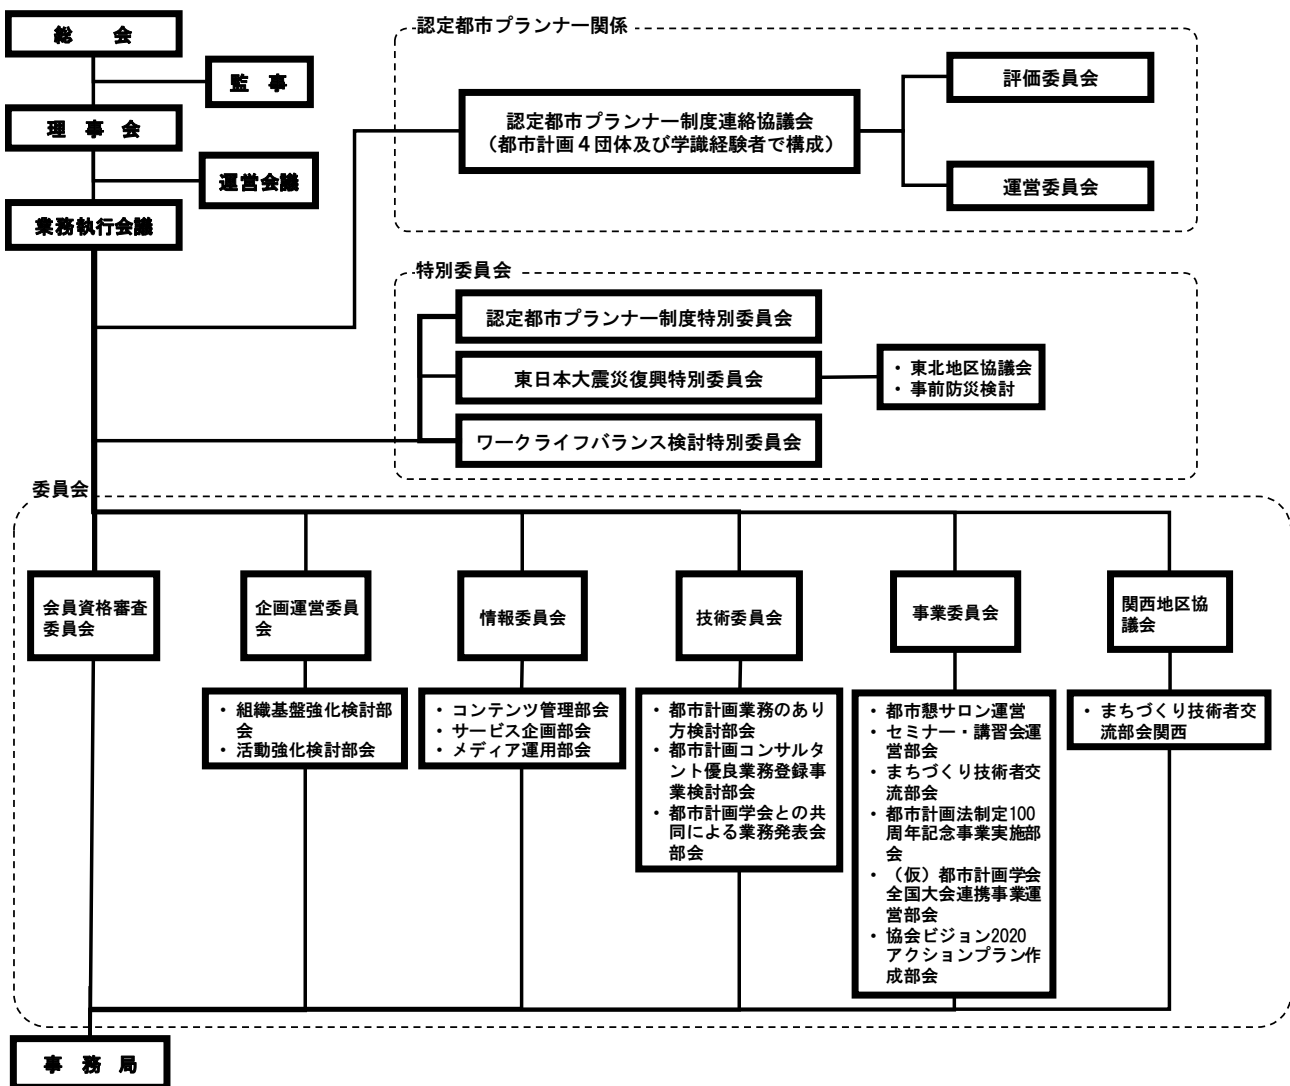 総　会
監　事
理　事　会
運営会議
業務執行会議
認定都市プランナー関係
認定都市プランナー制度連絡協議会
（都市計画４団体及び学識経験者で構成）
評価委員会
運営委員会
特別委員会
認定都市プランナー制度特別委員会
東日本大震災復興特別委員会
・ 東北地区協議会
・ 事前防災検討
ワークライフバランス検討特別委員会
委員会
会員資格審査
委員会
企画運営委員
会
情報委員会
技術委員会
事業委員会
関西地区協
議会
・ 組織基盤強化検討部
会
・ 活動強化検討部会
・ コンテンツ管理部会
・ サービス企画部会
・ メディア運用部会
・ 都市計画業務のあり
方検討部会
・ 都市計画コンサルタ
ント優良業務登録事
業検討部会
・ 都市計画学会との共
同による業務発表会
部会
・ 都市懇サロン運営
・ セミナー・講習会運
営部会
・ まちづくり技術者交
流部会
・ 都市計画法制定100
周年記念事業実施部
会
・ （仮）都市計画学会
全国大会連携事業運
営部会
・ 協会ビジョン2020
アクションプラン作
成部会
・ まちづくり技術者交
流部会関西
事　務　局